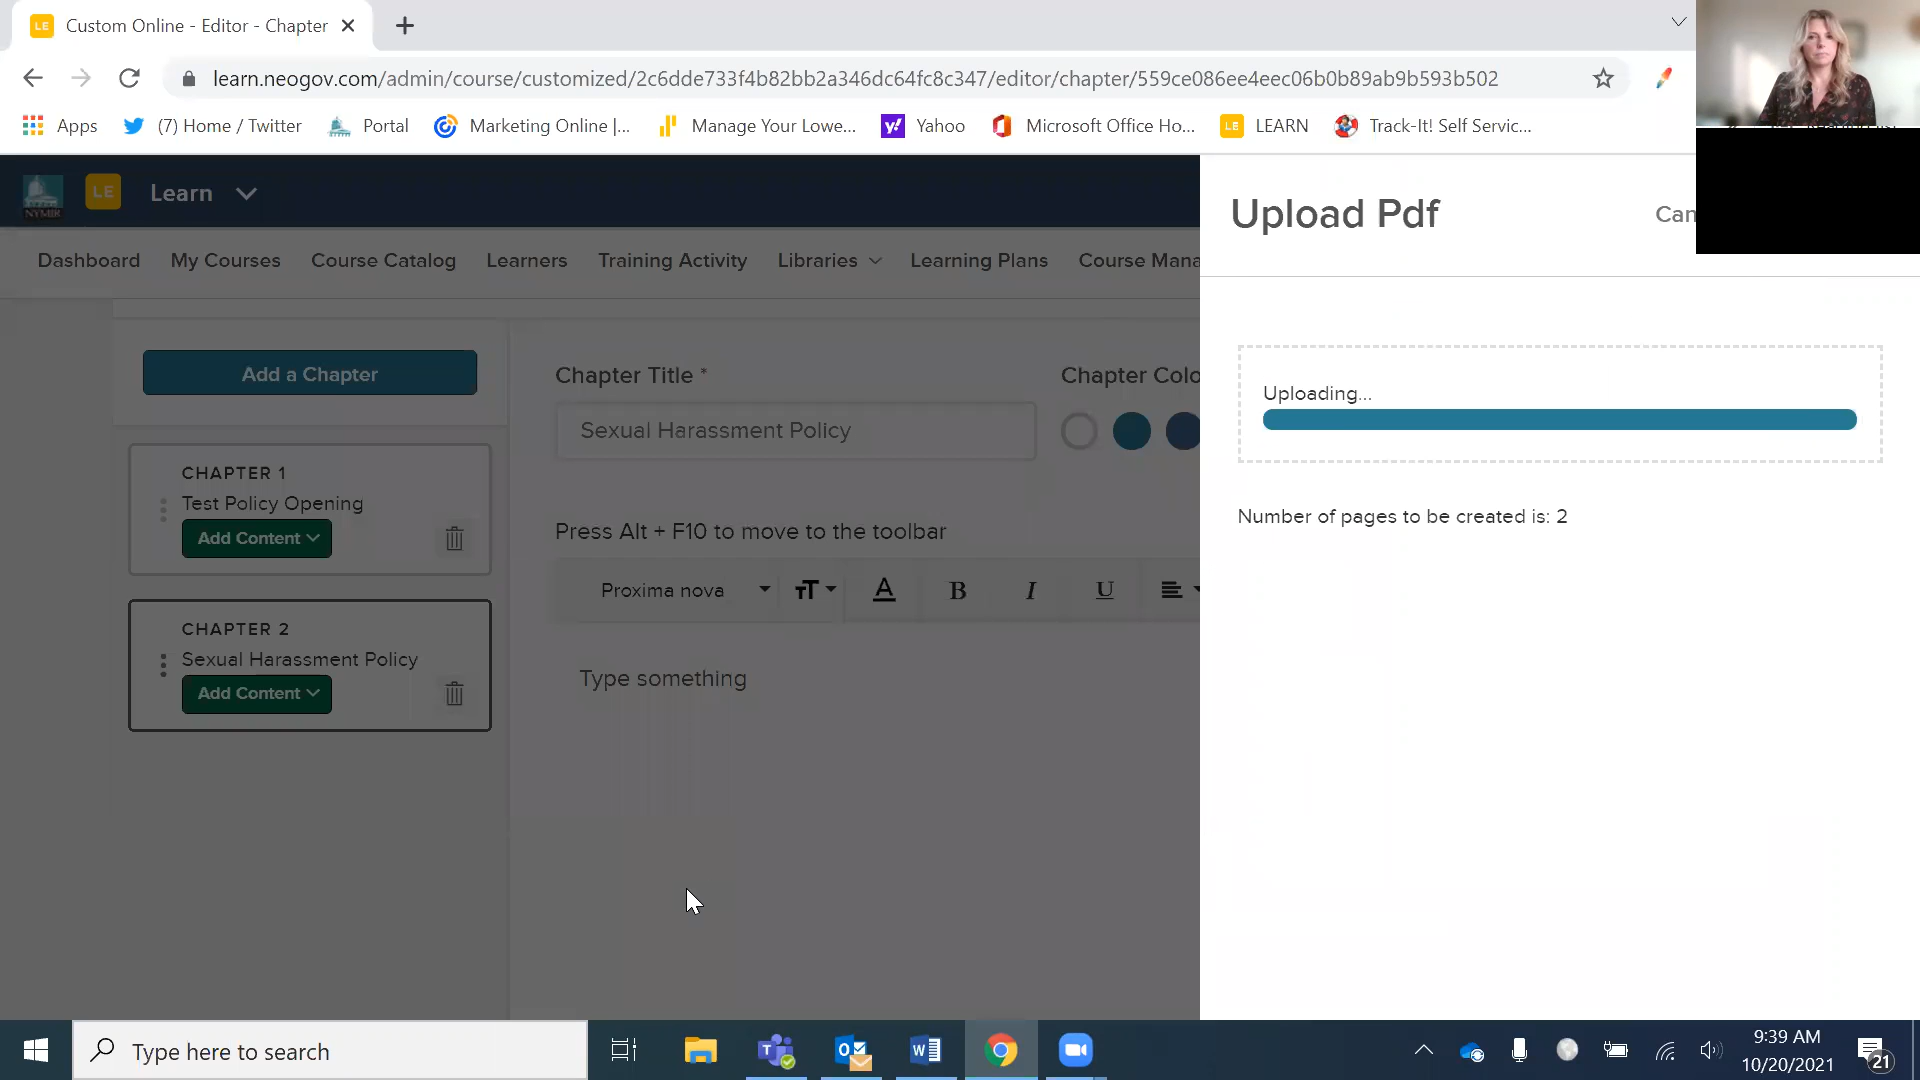 LE Custom Online - Editor - Chapter
learn.neogov.com/admin/course/customized/2c6dde733f4b82bb2a346dc64fc8c347/editor/chapter/559ce086ee4eec06b0b89ab9b593b502
Apps (7) Home / Twitter Portal Marketing Online |... Manage Your Lowe... Yahoo Microsoft Office Ho... LE LEARN Track-It! Self Servic...
NYMIR LE Learn
Upload Pdf Can
Dashboard My Courses Course Catalog Learners Training Activity Libraries Learning Plans Course Mana
Add a Chapter
Chapter Title * Chapter Colo
Sexual Harassment Policy
Uploading...
Number of pages to be created is: 2
CHAPTER 1
Test Policy Opening
Add Content
Press Alt + F10 to move to the toolbar
Proxima nova TT A B I U
CHAPTER 2
Sexual Harassment Policy
Add Content
Type something
Type here to search
9:39 AM
10/20/2021
21